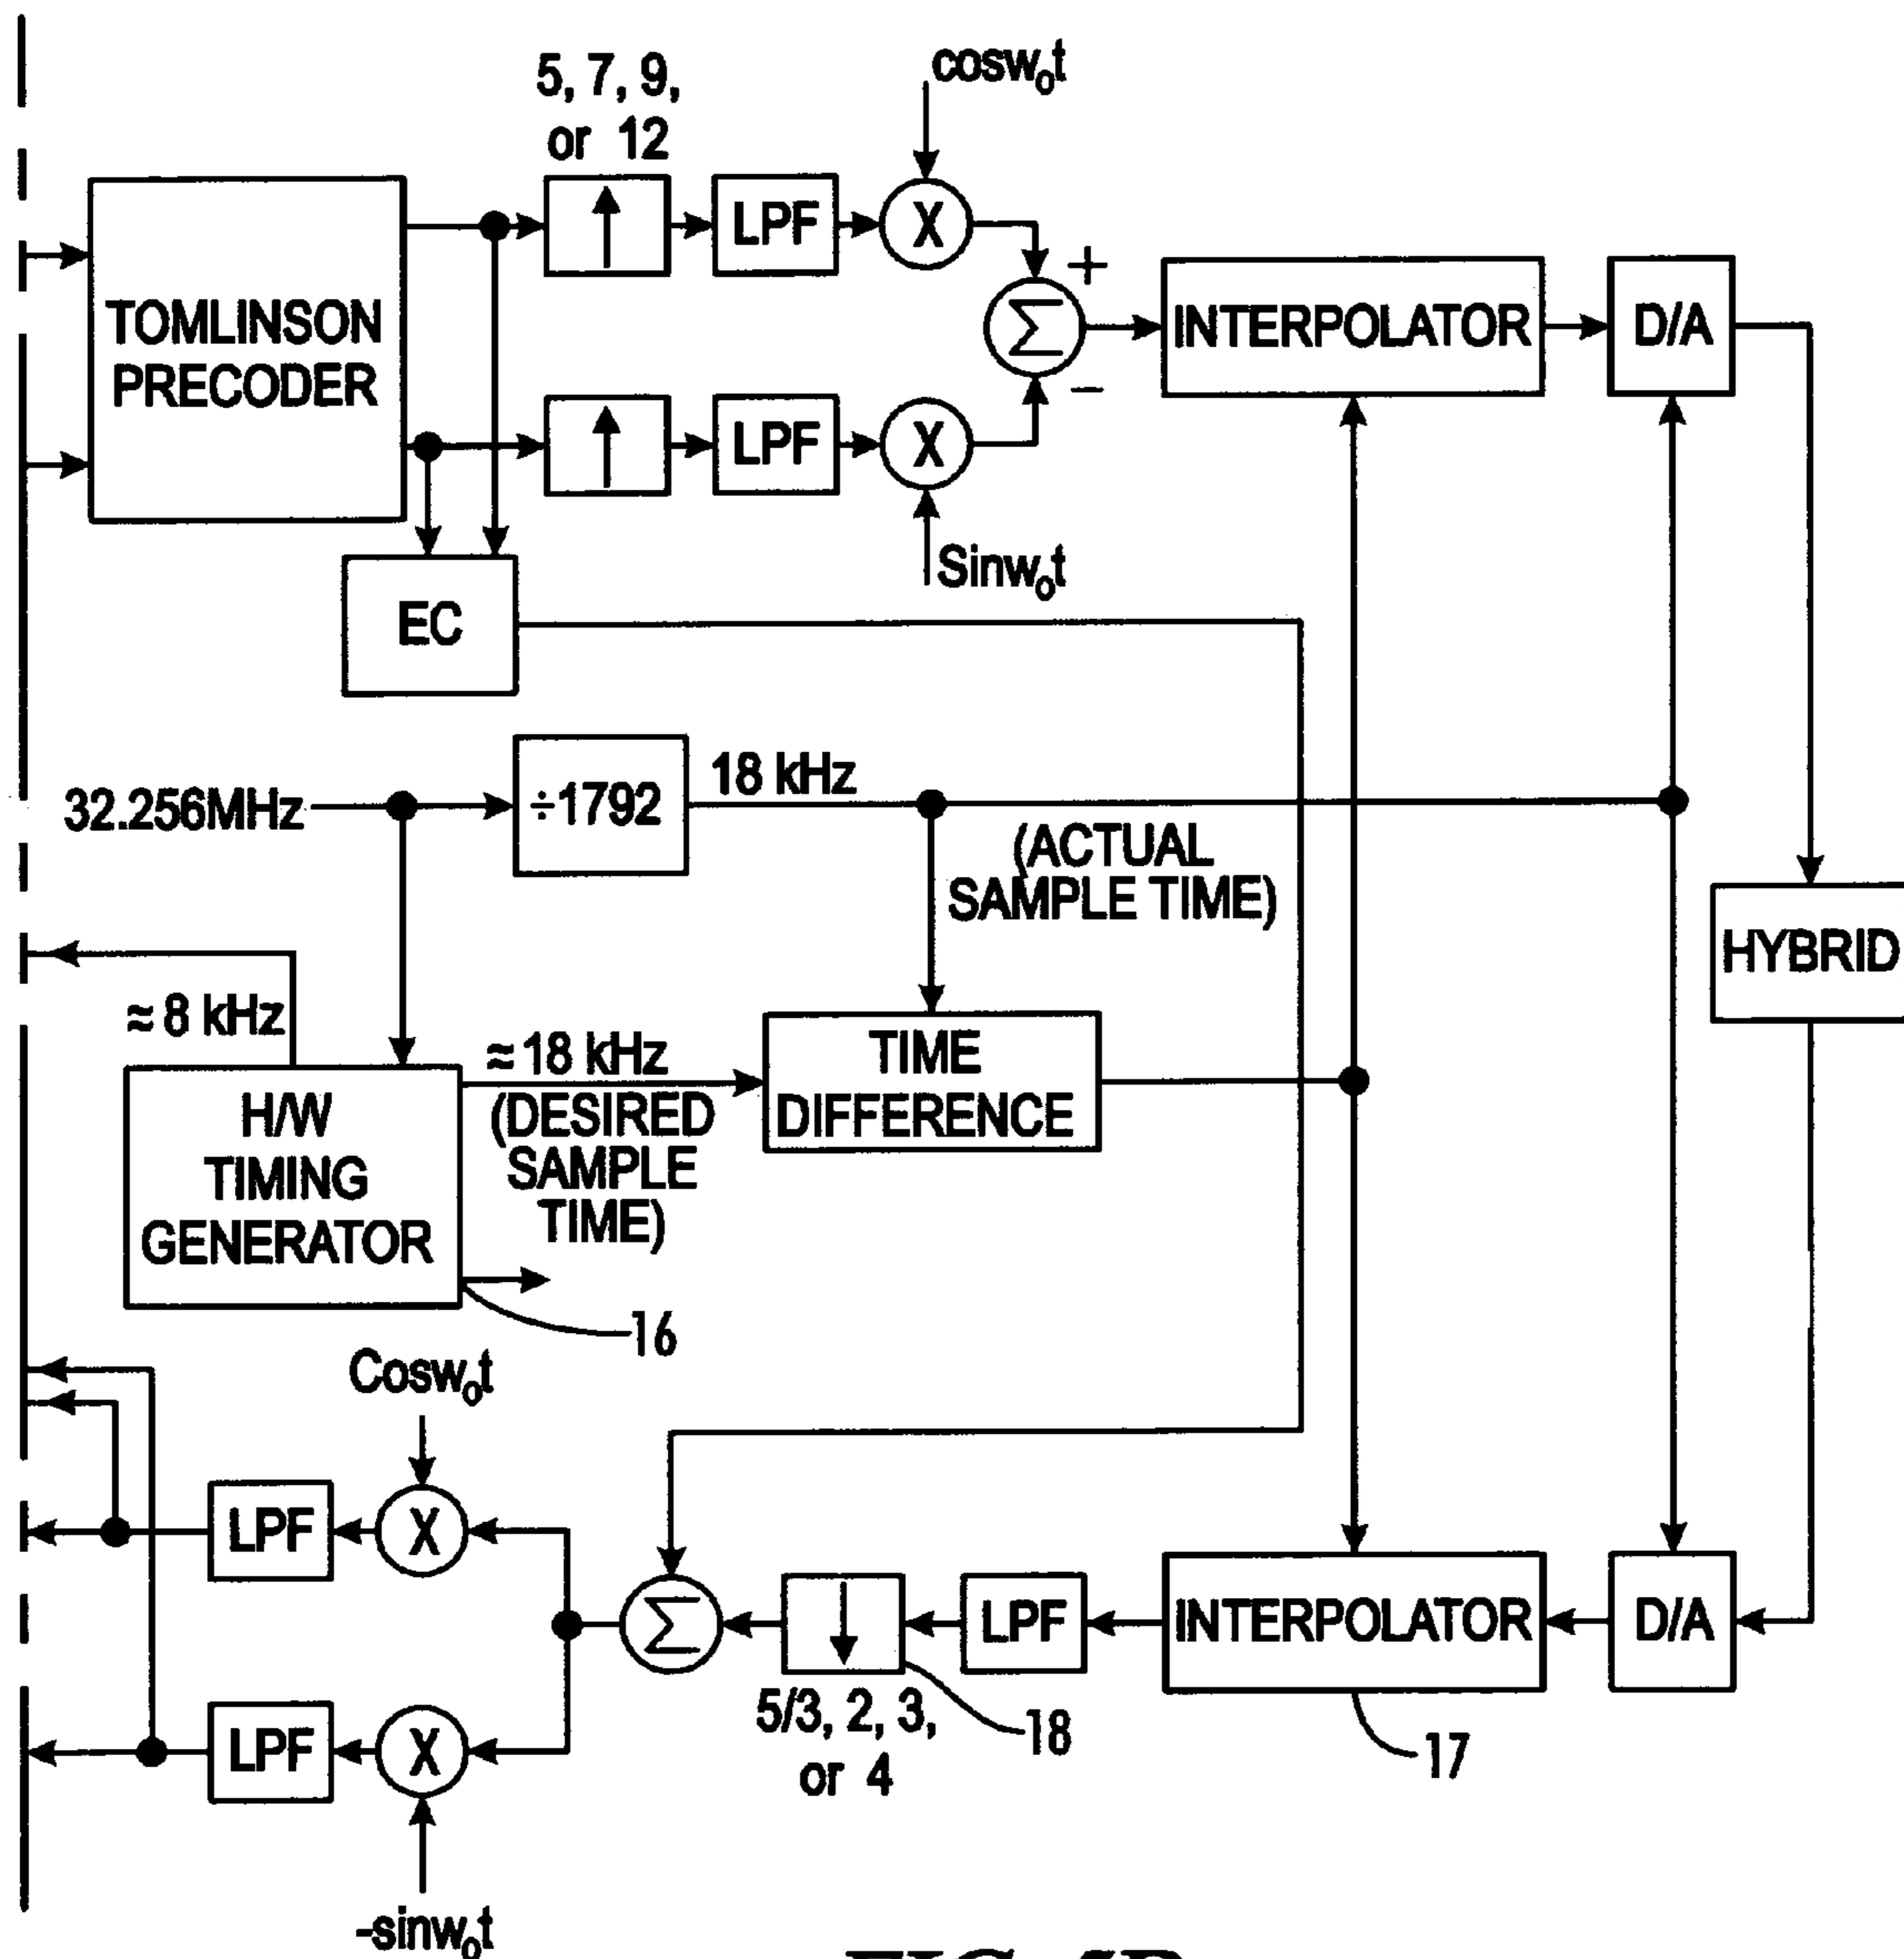 5, 7, 9,
or 12
cosw₀t
TOMLINSON
PRECODER
↑
LPF
X
+
Σ
−
INTERPOLATOR
D/A
↑
LPF
X
Sinw₀t
EC
32.256MHz
÷1792
18 kHz
(ACTUAL
SAMPLE TIME)
HYBRID
≈ 8 kHz
≈ 18 kHz
(DESIRED
SAMPLE
TIME)
TIME
DIFFERENCE
H/W
TIMING
GENERATOR
16
Cosw₀t
LPF
X
Σ
↓
LPF
INTERPOLATOR
D/A
5/3, 2, 3,
or 4
18
17
LPF
X
-sinw₀t